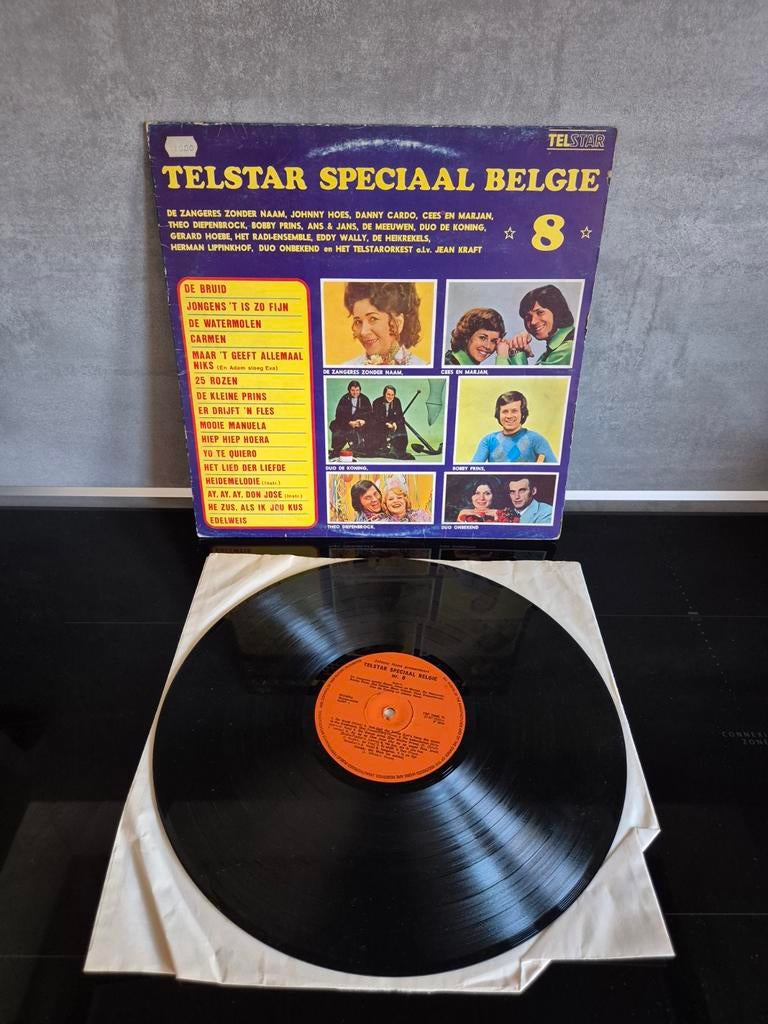 TELSTAR
TELSTAR SPECIAAL BELGIE
DE ZANGERES ZONDER NAAM, JOHNNY HOES, DANNY CARDO, CEES EN MARJAN,
THEO DIEPENBROCK, BOBBY PRINS, ANS & JANS, DE MEEUWEN, DUO DE KONING,
GERARD HOEBE, HET RADI-ENSEMBLE, EDDY WALLY, DE HEIKREKELS,
HERMAN LIPPINKHOF, DUO ONBEKEND en HET TELSTARORKEST o.l.v. JEAN KRAFT
8
DE BRUID
JONGENS 'T IS ZO FIJN
DE WATERMOLEN
CARMEN
MAAR 'T GEEFT ALLEMAAL
NIKS (En Adam sloeg Eva)
25 ROZEN
DE KLEINE PRINS
ER DRIJFT 'N FLES
MOOIE MANUELA
HIEP HIEP HOERA
YO TE QUIERO
HET LIED DER LIEFDE
HEIDEMELODIE (Instr.)
AY, AY, AY, DON JOSE (Instr.)
HE ZUS, ALS IK JOU KUS
EDELWEIS
DE ZANGERES ZONDER NAAM,
CEES EN MARJAN,
DUO DE KONING,
BOBBY PRINS,
THEO DIEPENBROCK,
DUO ONBEKEND
TELSTAR SPECIAAL BELGIE
nr. 8